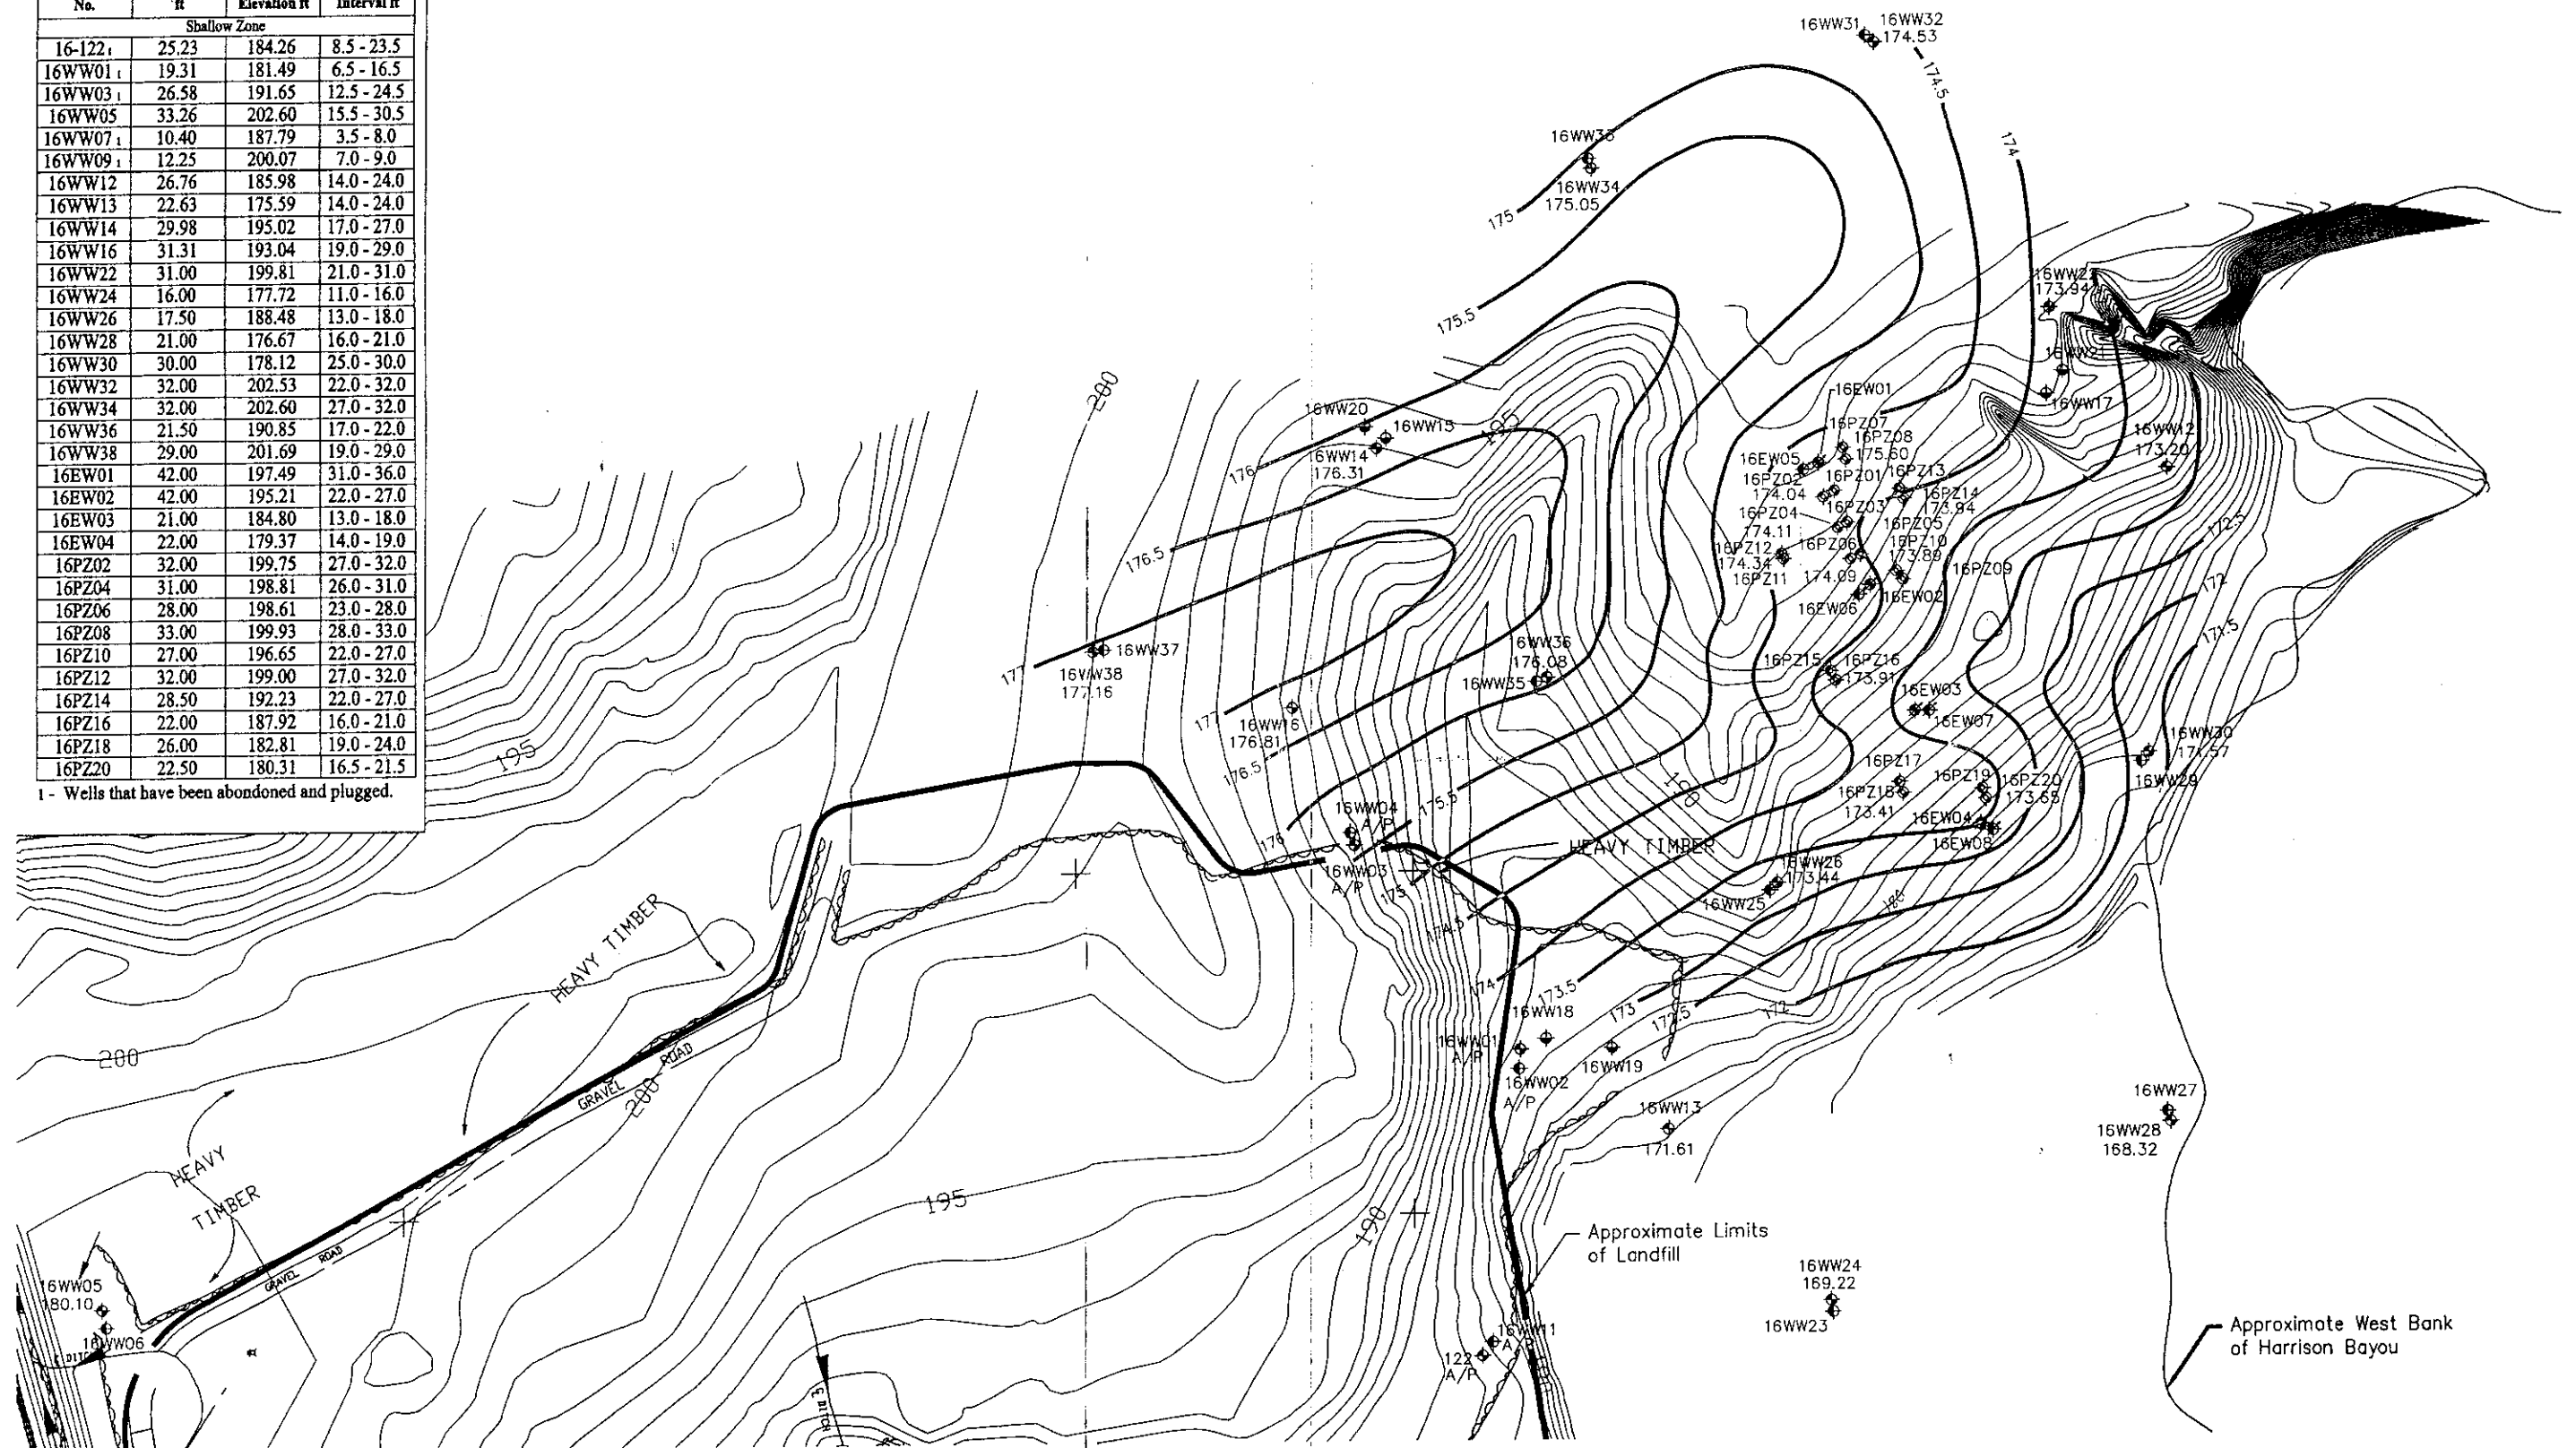 No. ft Elevation ft Interval ft
Shallow Zone
16-122 1 25.23 184.26 8.5 - 23.5
16WW01 1 19.31 181.49 6.5 - 16.5
16WW03 1 26.58 191.65 12.5 - 24.5
16WW05 33.26 202.60 15.5 - 30.5
16WW07 1 10.40 187.79 3.5 - 8.0
16WW09 1 12.25 200.07 7.0 - 9.0
16WW12 26.76 185.98 14.0 - 24.0
16WW13 22.63 175.59 14.0 - 24.0
16WW14 29.98 195.02 17.0 - 27.0
16WW16 31.31 193.04 19.0 - 29.0
16WW22 31.00 199.81 21.0 - 31.0
16WW24 16.00 177.72 11.0 - 16.0
16WW26 17.50 188.48 13.0 - 18.0
16WW28 21.00 176.67 16.0 - 21.0
16WW30 30.00 178.12 25.0 - 30.0
16WW32 32.00 202.53 22.0 - 32.0
16WW34 32.00 202.60 27.0 - 32.0
16WW36 21.50 190.85 17.0 - 22.0
16WW38 29.00 201.69 19.0 - 29.0
16EW01 42.00 197.49 31.0 - 36.0
16EW02 42.00 195.21 22.0 - 27.0
16EW03 21.00 184.80 13.0 - 18.0
16EW04 22.00 179.37 14.0 - 19.0
16PZ02 32.00 199.75 27.0 - 32.0
16PZ04 31.00 198.81 26.0 - 31.0
16PZ06 28.00 198.61 23.0 - 28.0
16PZ08 33.00 199.93 28.0 - 33.0
16PZ10 27.00 196.65 22.0 - 27.0
16PZ12 32.00 199.00 27.0 - 32.0
16PZ14 28.50 192.23 22.0 - 27.0
16PZ16 22.00 187.92 16.0 - 21.0
16PZ18 26.00 182.81 19.0 - 24.0
16PZ20 22.50 180.31 16.5 - 21.5
1 - Wells that have been abondoned and plugged.
16WW31
16WW32
174.53
174.5
174
16WW33
16WW34
175.05
175
175.5
173.94
16WW17
16WW12
173.20
16EW01
16PZ07
16PZ08
175.60
16EW05
16PZ02
174.04
16PZ01
16PZ13
16PZ14
173.94
16PZ03
16PZ04
174.11
16PZ05
16PZ10
173.89
16PZ12
174.34
16PZ06
174.09
16PZ11
16PZ09
16EW06
16EW02
200
16WW20
16WW15
16WW14
176.31
195
176
176.5
177
16WW37
16WW38
177.16
16WW16
176.81
177
176.5
176
6WW36
176.08
16WW35
16PZ15
16PZ16
173.91
16EW03
16EW07
172.5
172
171.5
16WW30
171.57
16WW29
16PZ17
16PZ18
173.41
16PZ19
16PZ20
173.65
16EW04
16EW08
190
175.5
16WW04
A/P
16WW03
A/P
175
174.5
174
173.5
173
172.5
172
HEAVY TIMBER
16WW26
173.44
16WW25
180
195
HEAVY TIMBER
200
GRAVEL ROAD
200
HEAVY
TIMBER
GRAVEL ROAD
16WW18
16WW01
A/P
16WW02
A/P
16WW19
16WW13
171.61
16WW27
16WW28
168.32
195
190
Approximate Limits
of Landfill
16WW24
169.22
16WW23
Approximate West Bank
of Harrison Bayou
16WW05
180.10
16WW06
16WW11
A/P
122
A/P
℄ DITCH